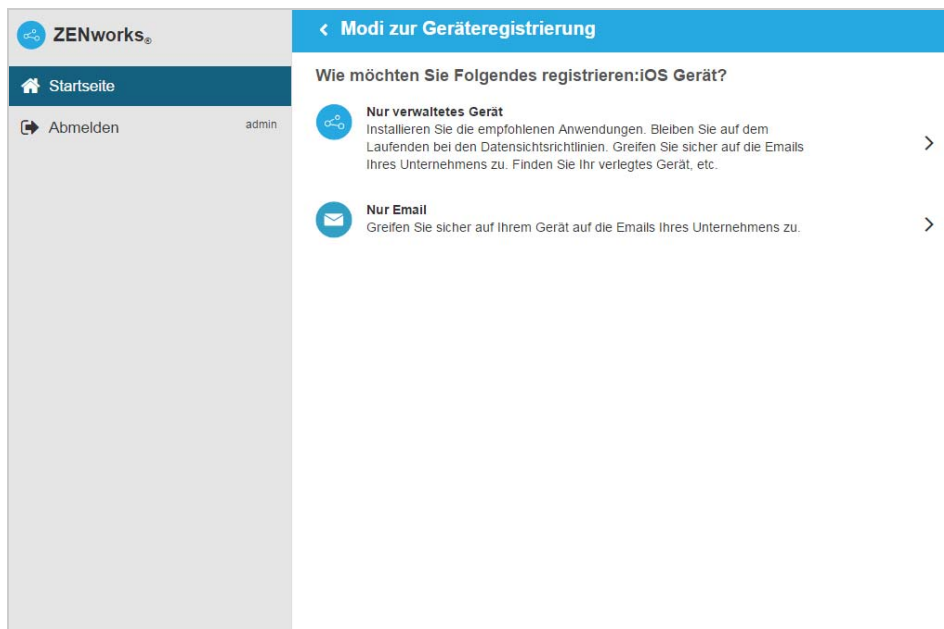 ZENworks®
Startseite
Abmelden admin
Modi zur Geräteregistrierung
Wie möchten Sie Folgendes registrieren:iOS Gerät?
Nur verwaltetes Gerät
Installieren Sie die empfohlenen Anwendungen. Bleiben Sie auf dem
Laufenden bei den Datensichtsrichtlinien. Greifen Sie sicher auf die Emails
Ihres Unternehmens zu. Finden Sie Ihr verlegtes Gerät, etc.
Nur Email
Greifen Sie sicher auf Ihrem Gerät auf die Emails Ihres Unternehmens zu.